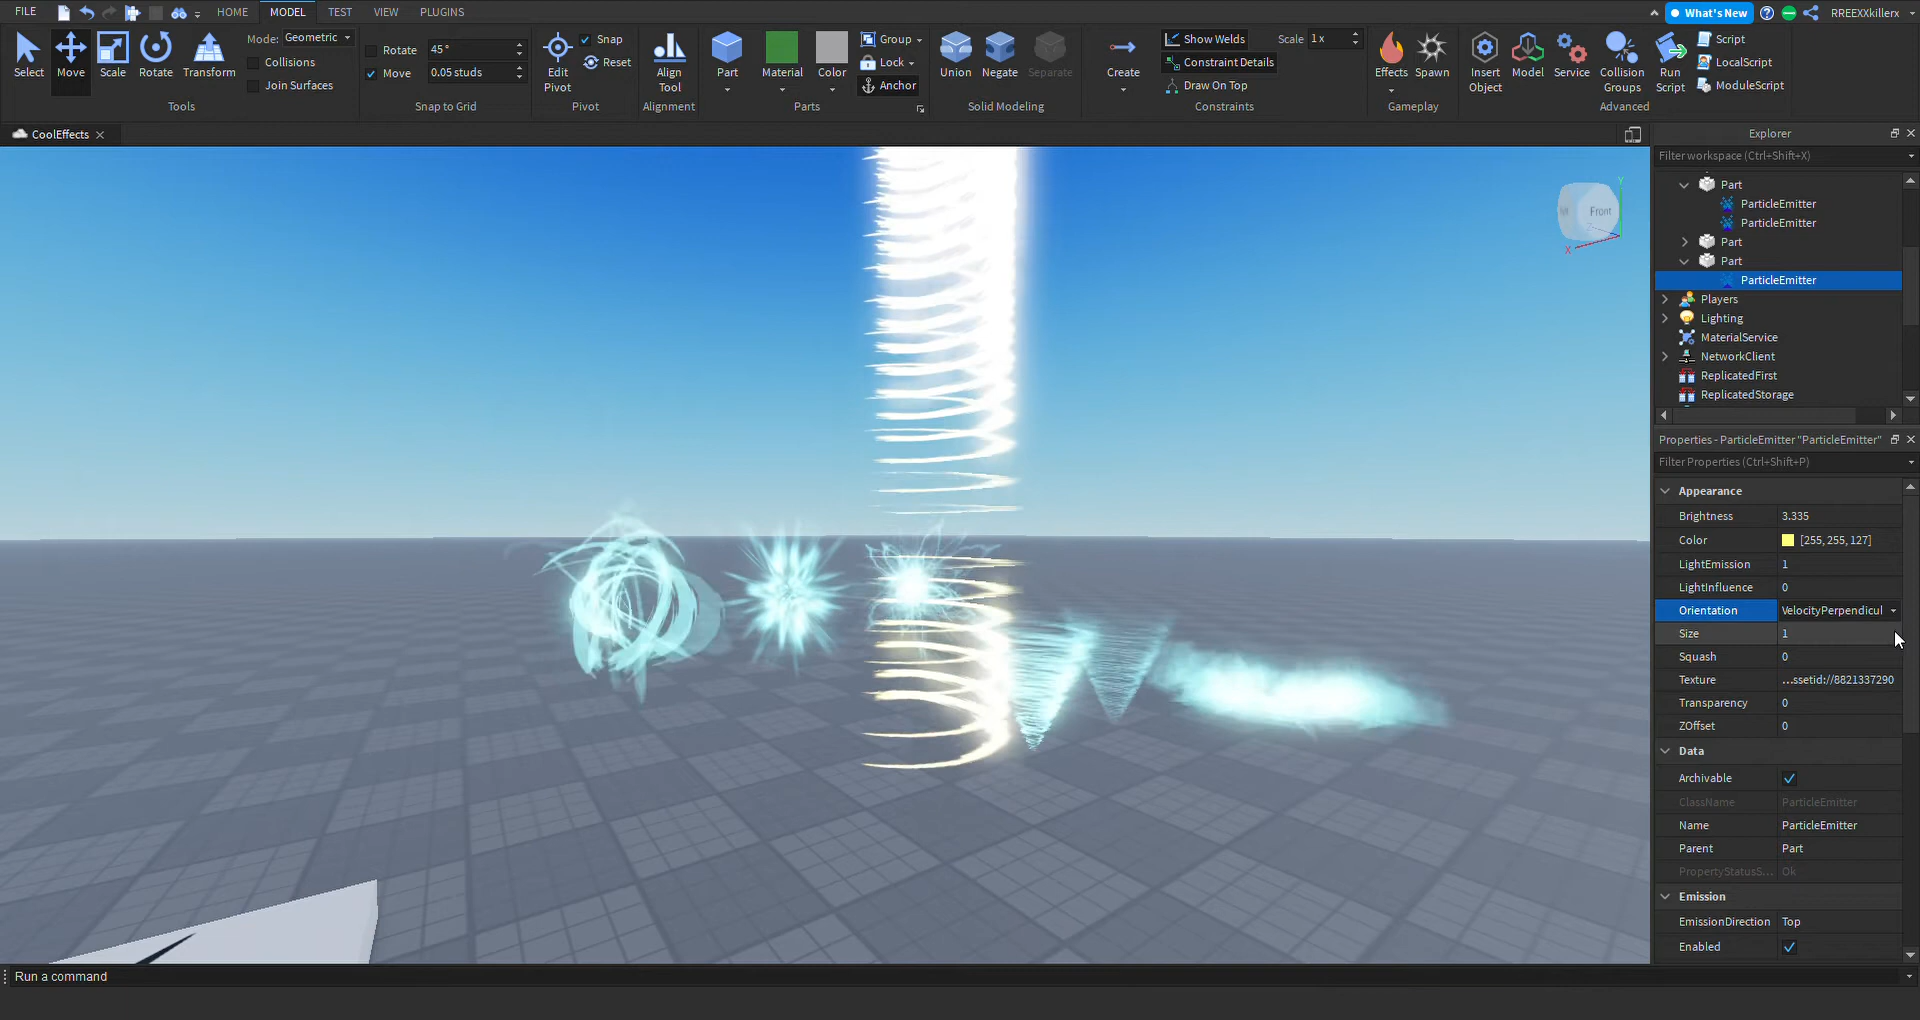 FILE
HOME
MODEL
TEST
VIEW
PLUGINS
What's New
RREEXXkillerx
Select
Move
Scale
Rotate
Transform
Mode:
Geometric
Collisions
Join Surfaces
Tools
Rotate
45 °
Move
0.05 studs
Snap to Grid
Edit
Pivot
Snap
Reset
Pivot
Align
Tool
Alignment
Part
Material
Color
Group
Lock
Anchor
Parts
Union
Negate
Separate
Solid Modeling
Create
Show Welds
Scale
1 x
Constraint Details
Draw On Top
Constraints
Effects
Spawn
Gameplay
Insert
Object
Model
Service
Collision
Groups
Run
Script
Script
LocalScript
ModuleScript
Advanced
CoolEffects
Front
Y
X
Z
Explorer
Filter workspace (Ctrl+Shift+X)
Part
ParticleEmitter
ParticleEmitter
Part
Part
ParticleEmitter
Players
Lighting
MaterialService
NetworkClient
ReplicatedFirst
ReplicatedStorage
Properties - ParticleEmitter "ParticleEmitter"
Filter Properties (Ctrl+Shift+P)
Appearance
Brightness 3.335
Color [255, 255, 127]
LightEmission 1
LightInfluence 0
Orientation VelocityPerpendicul
Size 1
Squash 0
Texture ...ssetid://8821337290
Transparency 0
ZOffset 0
Data
Archivable
ClassName ParticleEmitter
Name ParticleEmitter
Parent Part
PropertyStatusS... Ok
Emission
EmissionDirection Top
Enabled
Run a command